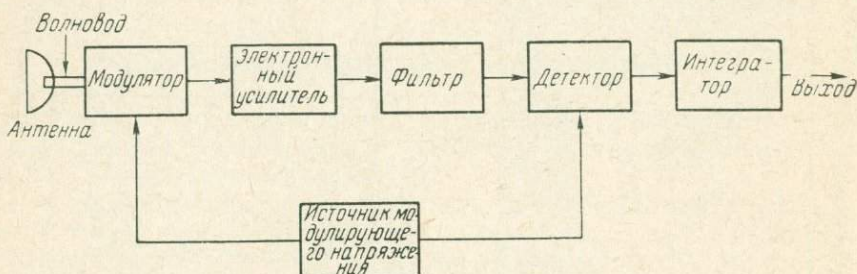 Волновод
Антенна
Модулятор
Электрон-
ный
усилитель
Фильтр
Детектор
Интегра-
тор
Выход
Источник мо-
дулирующе-
го напряже-
ния